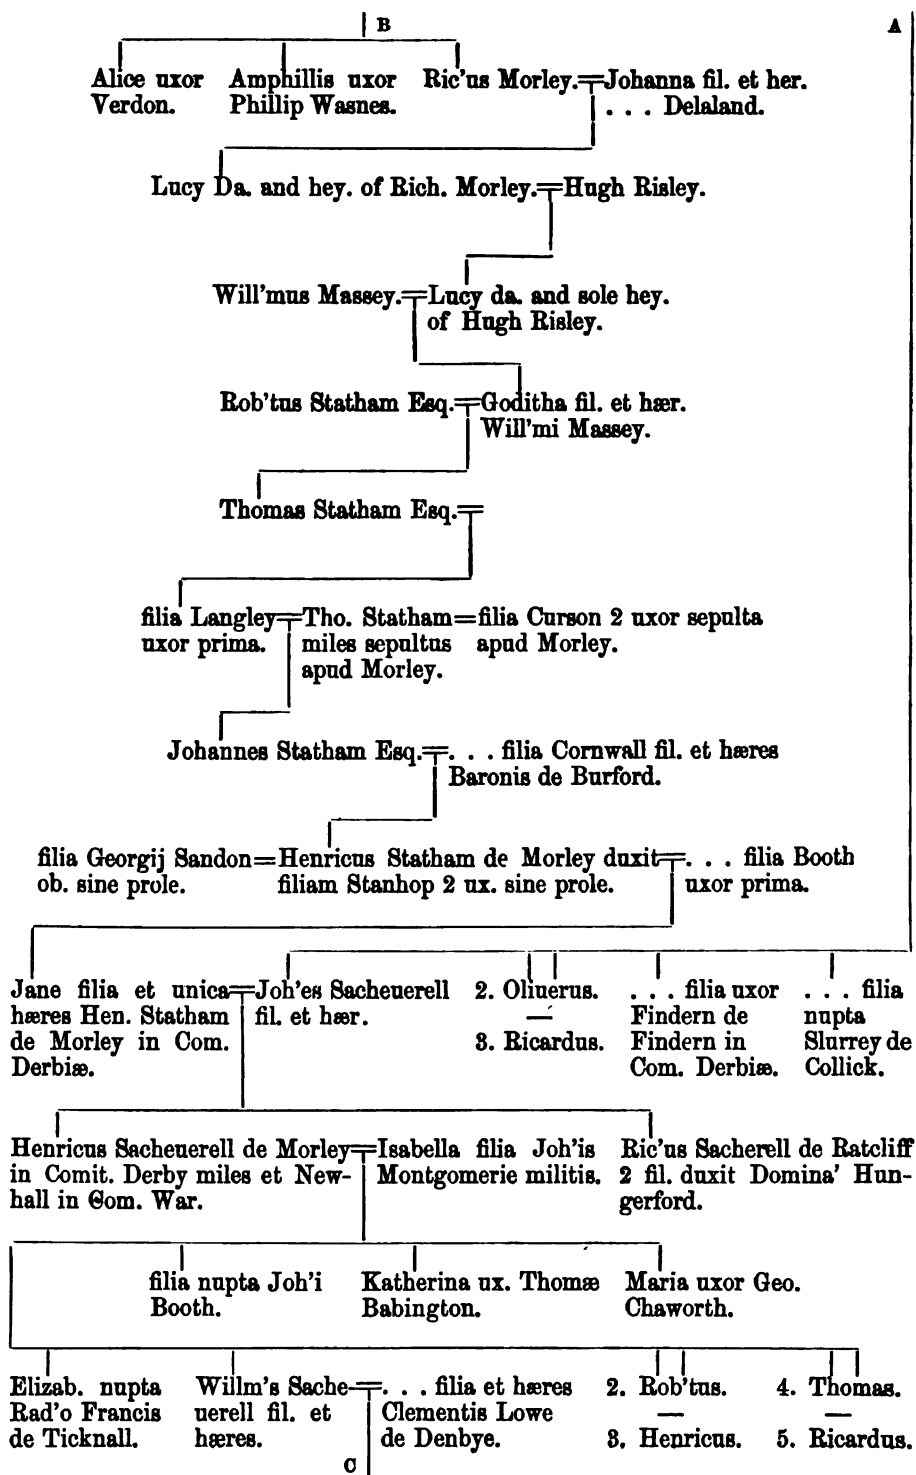 B A
Alice uxor Amphillis uxor Ric'us Morley.=Johanna fil. et her.
Verdon. Phillip Wasnes. . . . Delaland.
Lucy Da. and hey. of Rich. Morley.=Hugh Risley.
Will'mus Massey.=Lucy da. and sole hey.
of Hugh Risley.
Rob'tus Statham Esq.=Goditha fil. et hær.
Will'mi Massey.
Thomas Statham Esq.=
filia Langley=Tho. Statham=filia Curson 2 uxor sepulta
uxor prima. miles sepultus apud Morley.
apud Morley.
Johannes Statham Esq.=. . . filia Cornwall fil. et hæres
Baronis de Burford.
filia Georgij Sandon=Henricus Statham de Morley duxit=. . . filia Booth
ob. sine prole. filiam Stanhop 2 ux. sine prole. uxor prima.
Jane filia et unica=Joh'es Sacheuerell 2. Oliuerus. . . . filia uxor . . . filia
hæres Hen. Statham fil. et hær. — Findern de nupta
de Morley in Com. 3. Ricardus. Findern in Slurrey de
Derbiæ. Com. Derbiæ. Collick.
Henricus Sacheuerell de Morley=Isabella filia Joh'is Ric'us Sacherell de Ratcliff
in Comit. Derby miles et New- Montgomerie militis. 2 fil. duxit Domina' Hun-
hall in Com. War. gerford.
filia nupta Joh'i Katherina ux. Thomæ Maria uxor Geo.
Booth. Babington. Chaworth.
Elizab. nupta Willm's Sache-=. . . filia et hæres 2. Rob'tus. 4. Thomas.
Rad'o Francis uerell fil. et Clementis Lowe — —
de Ticknall. hæres. de Denbye. 3. Henricus. 5. Ricardus.
C